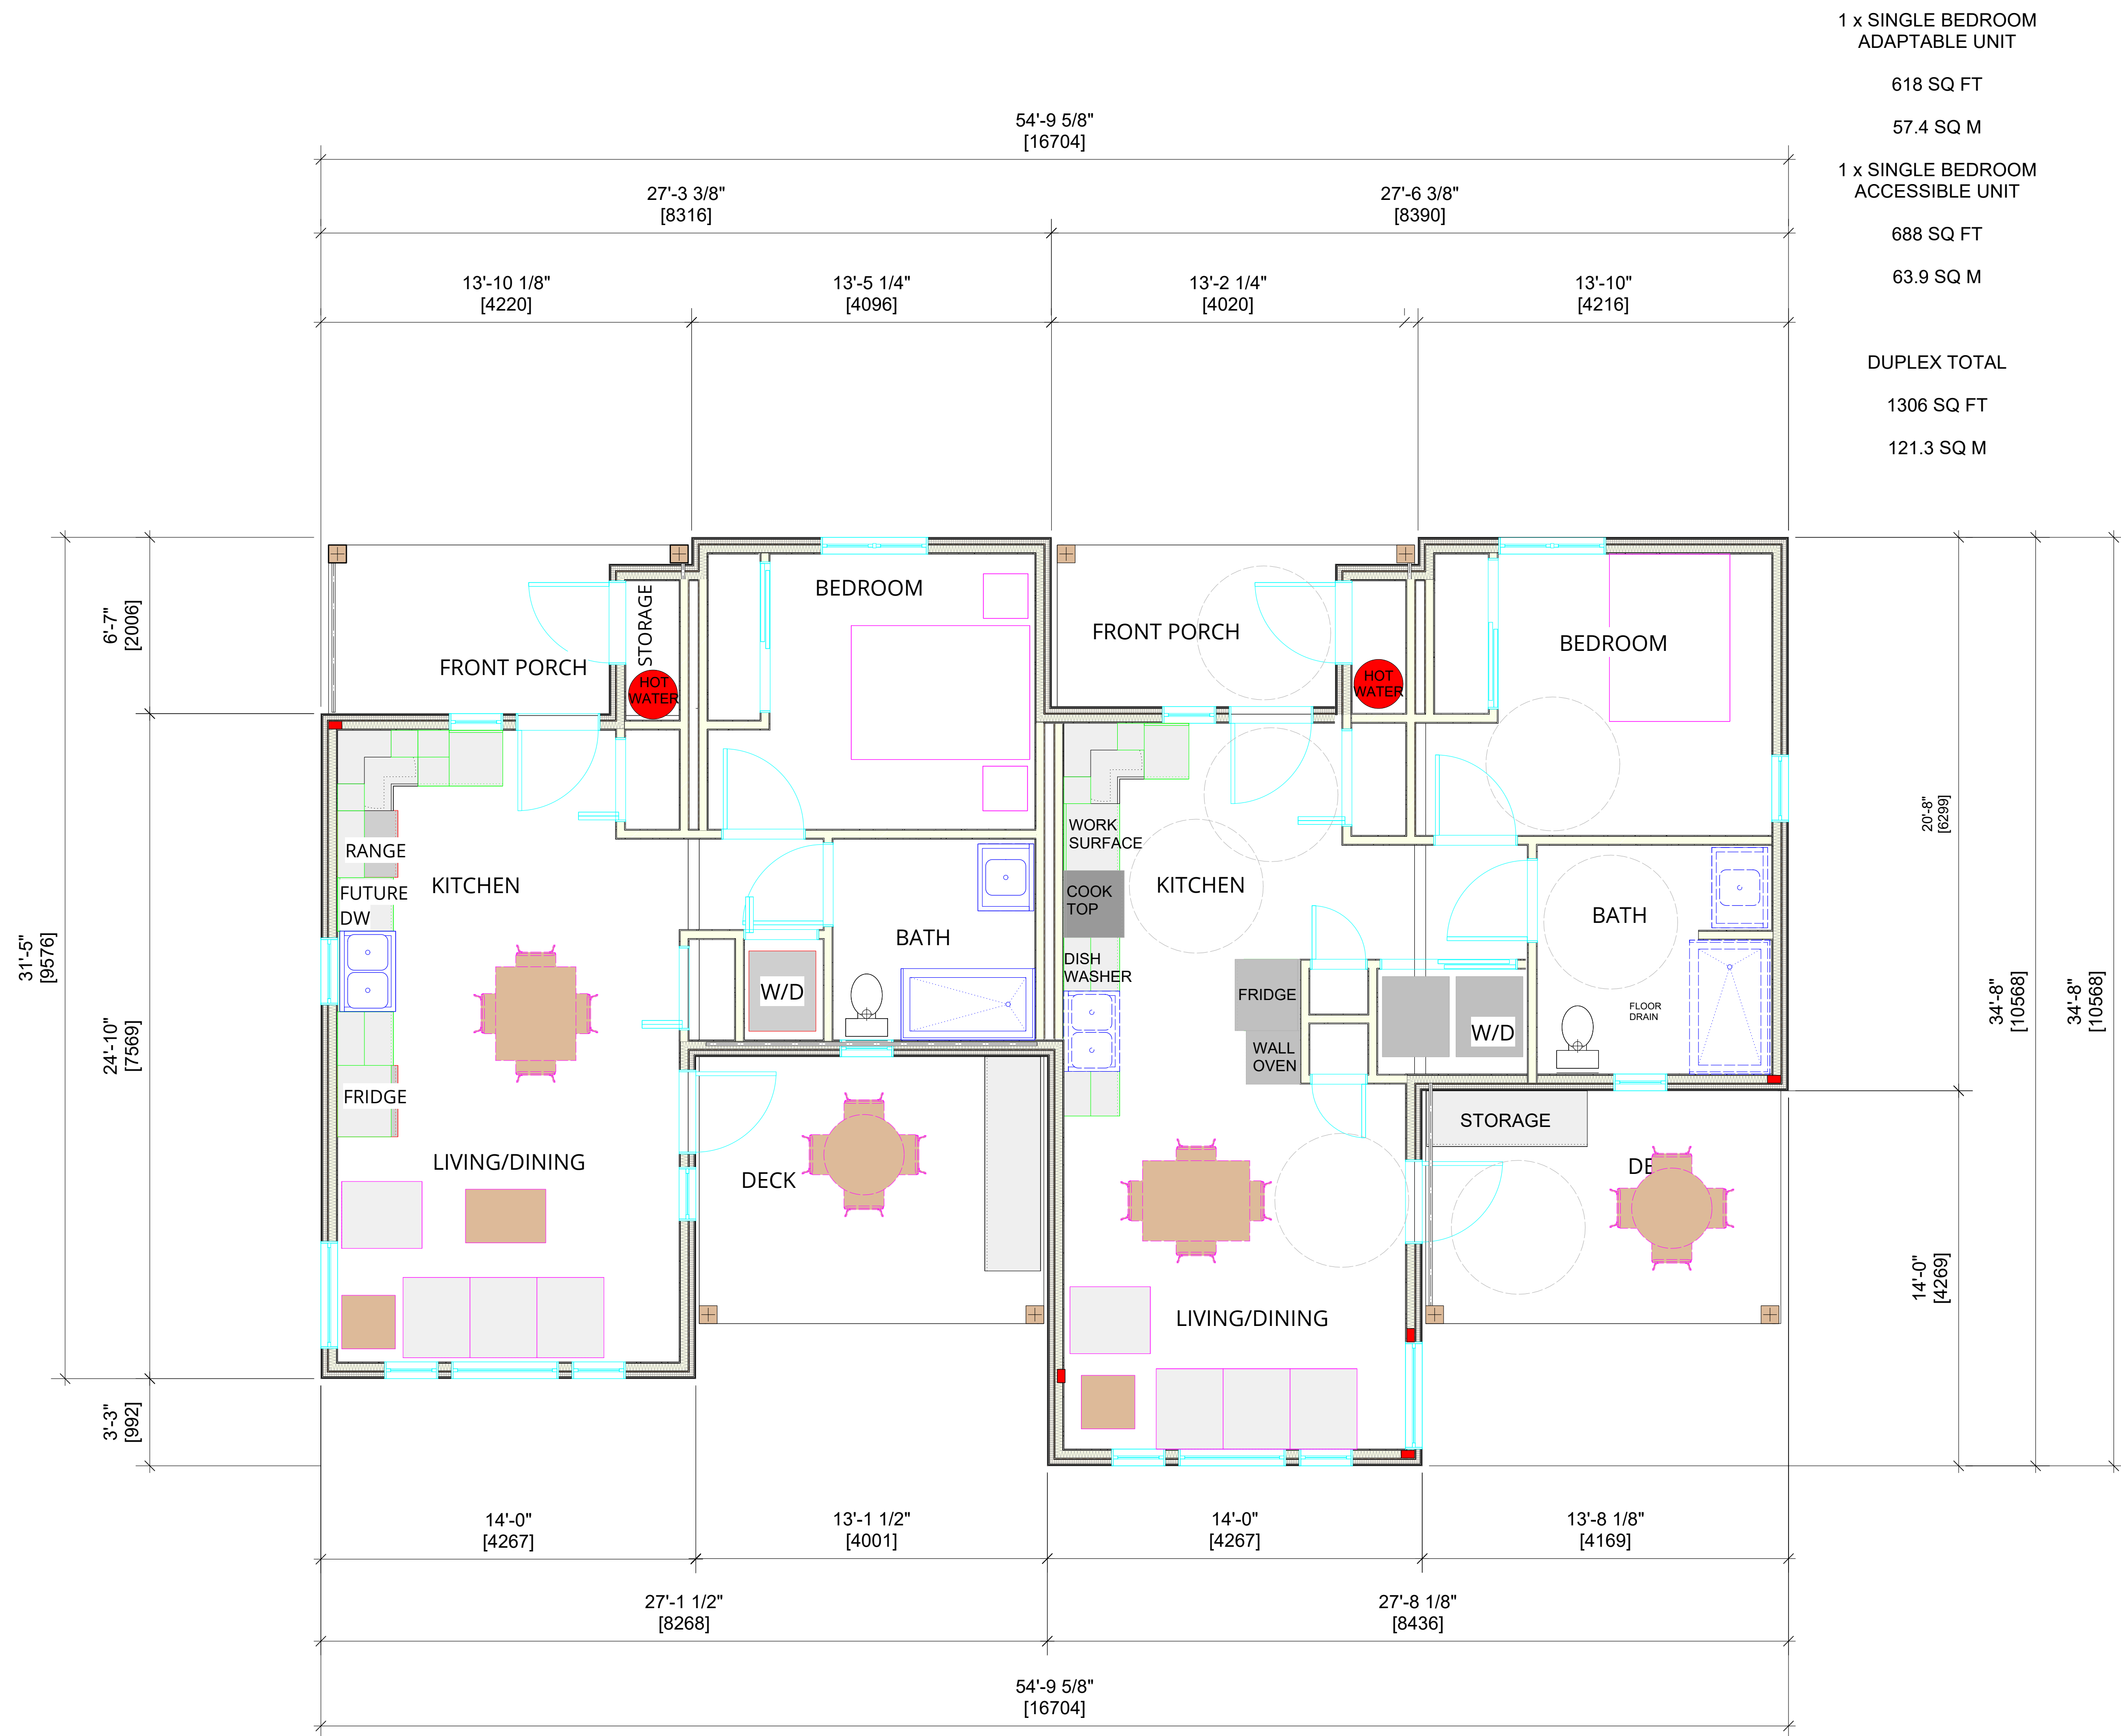 1 x SINGLE BEDROOM
ADAPTABLE UNIT
618 SQ FT
57.4 SQ M
1 x SINGLE BEDROOM
ACCESSIBLE UNIT
688 SQ FT
63.9 SQ M
DUPLEX TOTAL
1306 SQ FT
121.3 SQ M
54'-9 5/8"
[16704]
27'-3 3/8"
[8316]
27'-6 3/8"
[8390]
13'-10 1/8"
[4220]
13'-5 1/4"
[4096]
13'-2 1/4"
[4020]
13'-10"
[4216]
31'-5"
[9576]
6'-7"
[2006]
24'-10"
[7569]
3'-3"
[992]
FRONT PORCH
STORAGE
HOT
WATER
BEDROOM
RANGE
FUTURE
DW
KITCHEN
FRIDGE
W/D
BATH
LIVING/DINING
DECK
FRONT PORCH
HOT
WATER
BEDROOM
WORK
SURFACE
COOK
TOP
KITCHEN
DISH
WASHER
FRIDGE
WALL
OVEN
W/D
BATH
FLOOR
DRAIN
STORAGE
DE
LIVING/DINING
20'-8"
[6299]
14'-0"
[4269]
34'-8"
[10568]
34'-8"
[10568]
14'-0"
[4267]
13'-1 1/2"
[4001]
14'-0"
[4267]
13'-8 1/8"
[4169]
27'-1 1/2"
[8268]
27'-8 1/8"
[8436]
54'-9 5/8"
[16704]